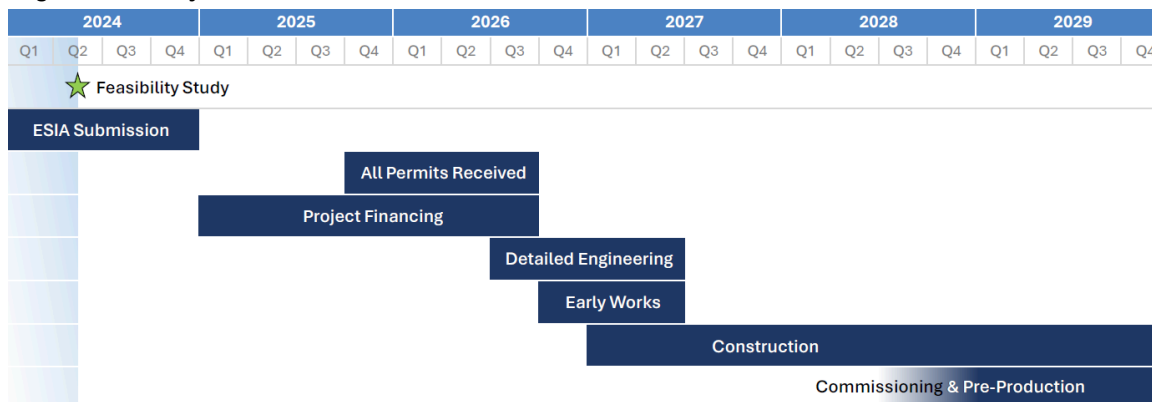 2024 2025 2026 2027 2028 2029
Q1 Q2 Q3 Q4 Q1 Q2 Q3 Q4 Q1 Q2 Q3 Q4 Q1 Q2 Q3 Q4 Q1 Q2 Q3 Q4 Q1 Q2 Q3 Q4
Feasibility Study
ESIA Submission
All Permits Received
Project Financing
Detailed Engineering
Early Works
Construction
Commissioning & Pre-Production